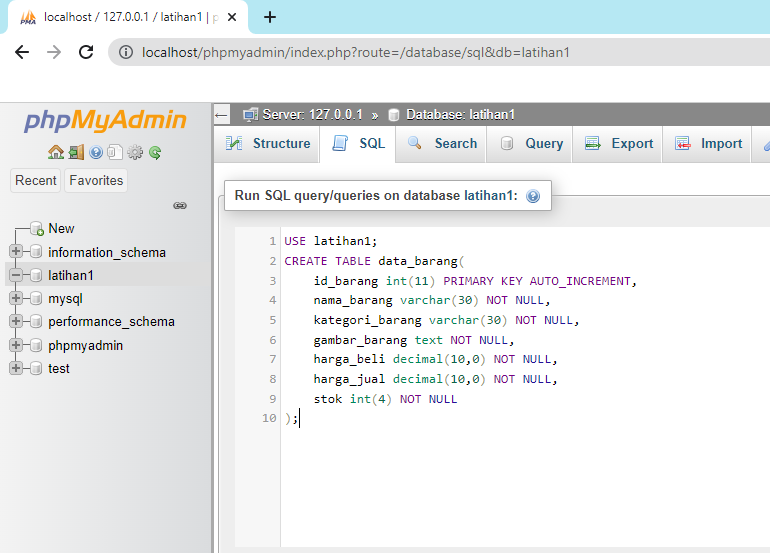 localhost / 127.0.0.1 / latihan1 |
localhost/phpmyadmin/index.php?route=/database/sql&db=latihan1
phpMyAdmin
Recent Favorites
New
information_schema
latihan1
mysql
performance_schema
phpmyadmin
test
Server: 127.0.0.1 » Database: latihan1
Structure SQL Search Query Export Import
Run SQL query/queries on database latihan1:
1 USE latihan1;
2 CREATE TABLE data_barang(
3 id_barang int(11) PRIMARY KEY AUTO_INCREMENT,
4 nama_barang varchar(30) NOT NULL,
5 kategori_barang varchar(30) NOT NULL,
6 gambar_barang text NOT NULL,
7 harga_beli decimal(10,0) NOT NULL,
8 harga_jual decimal(10,0) NOT NULL,
9 stok int(4) NOT NULL
10 );